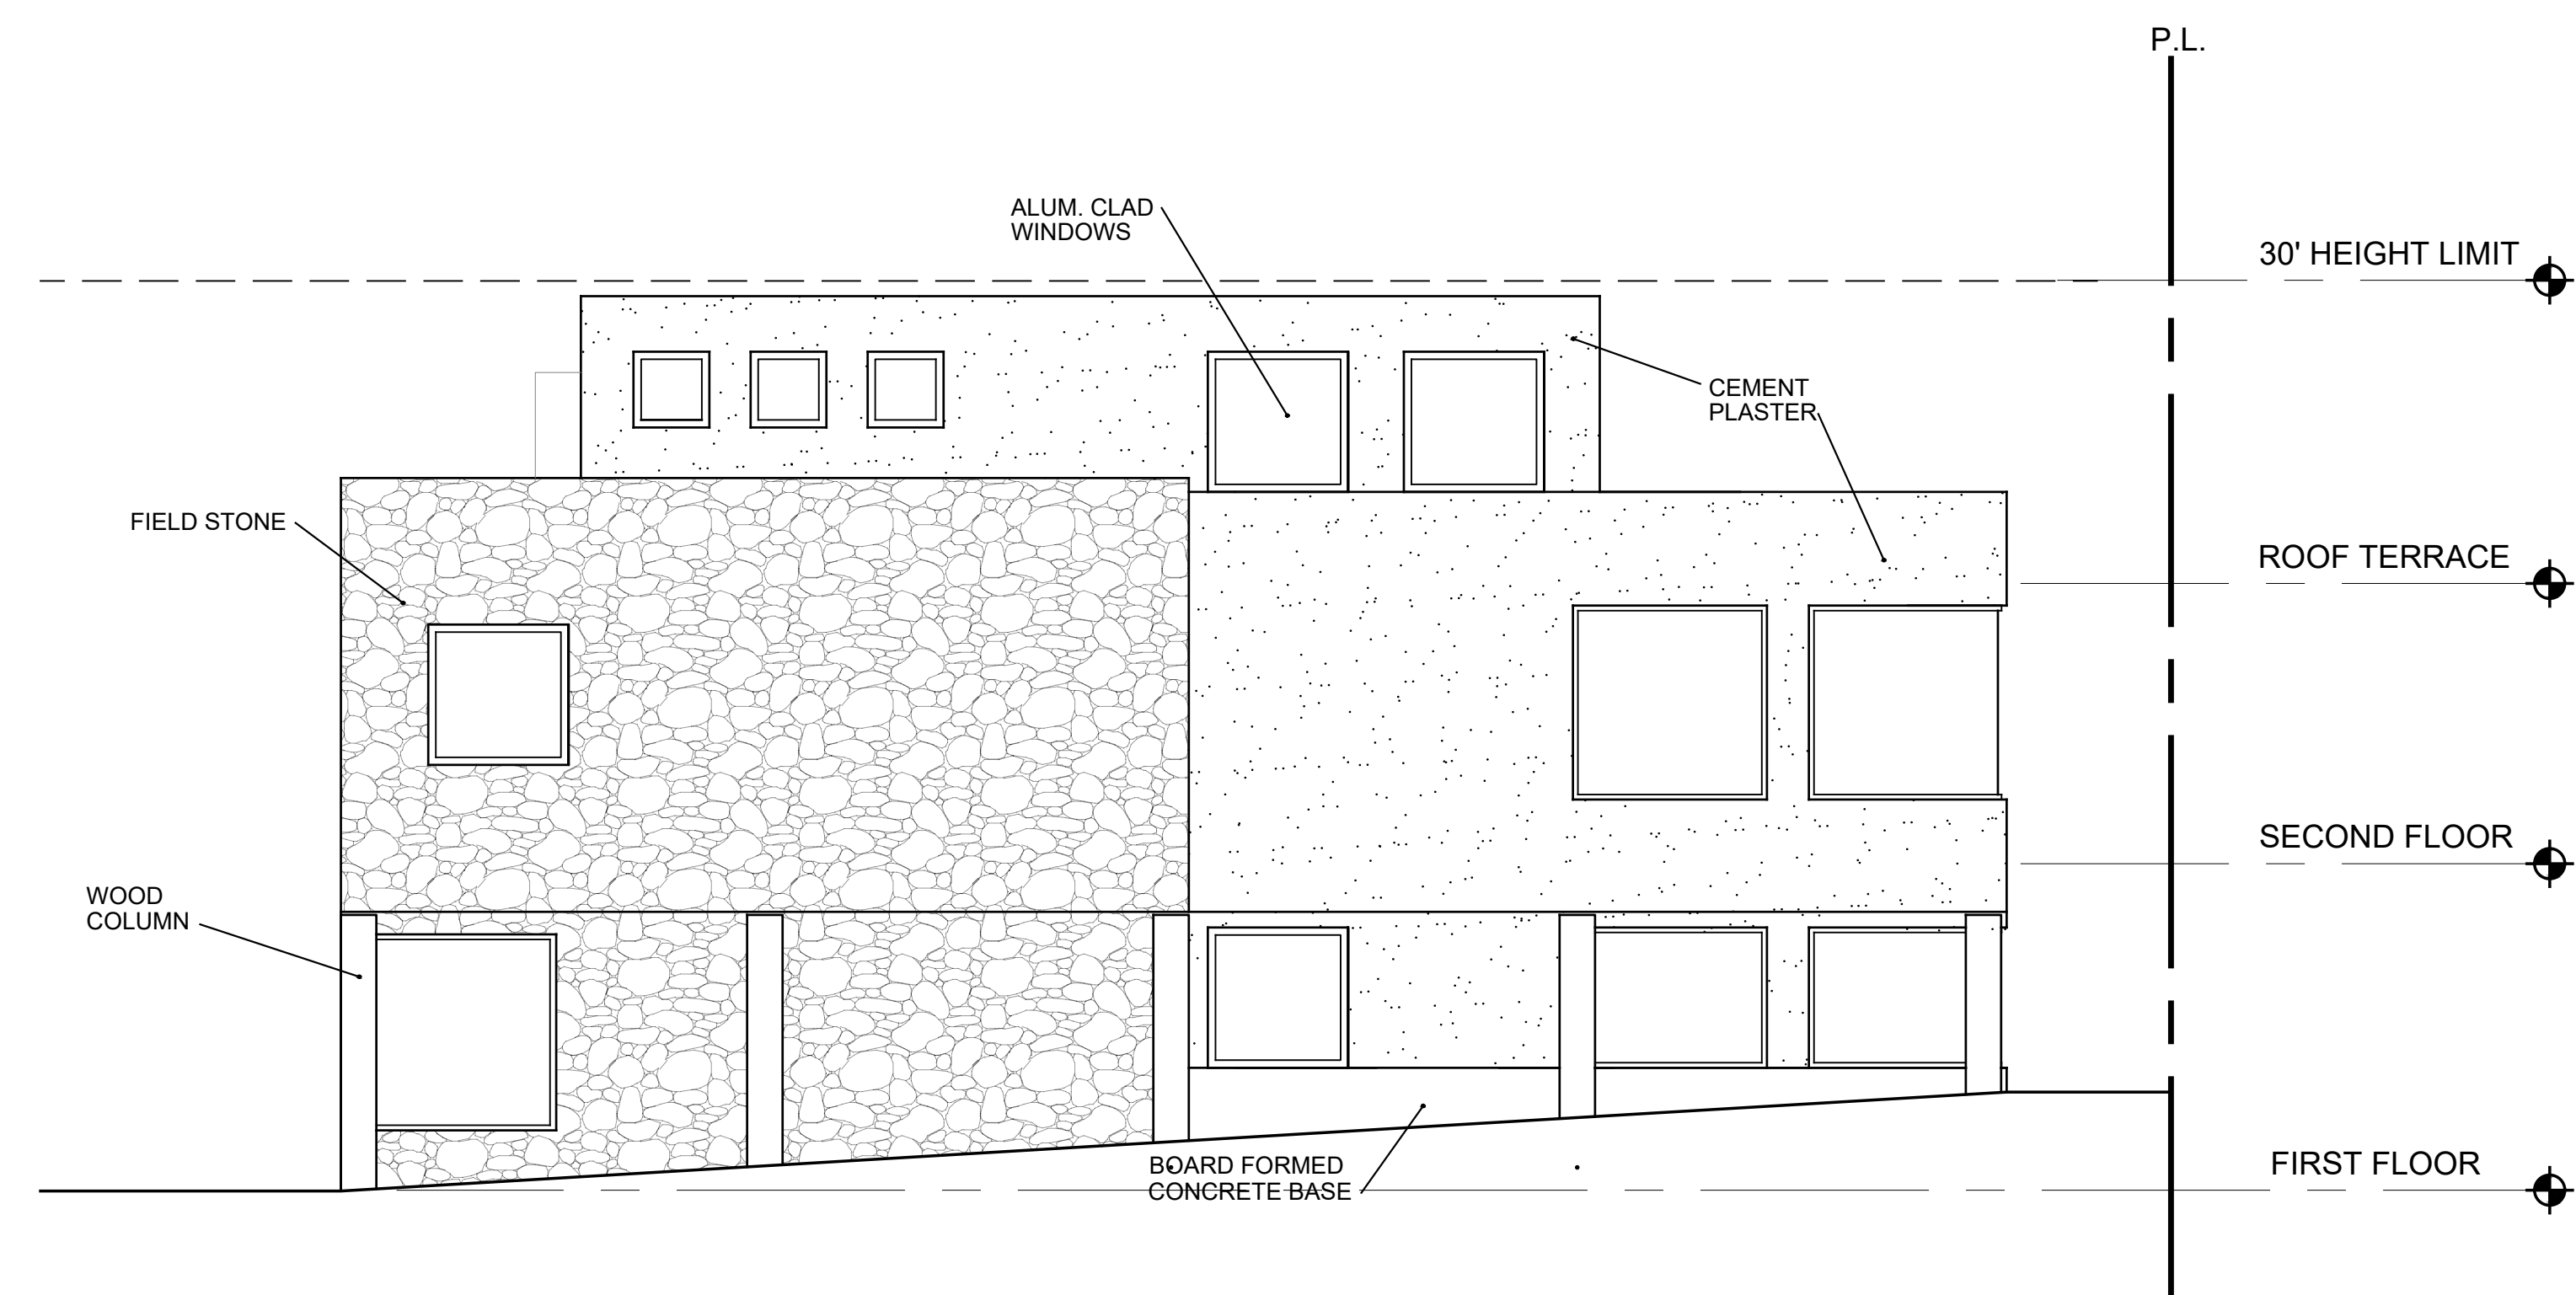 P.L.
ALUM. CLAD
WINDOWS
30' HEIGHT LIMIT
CEMENT
PLASTER
FIELD STONE
ROOF TERRACE
SECOND FLOOR
WOOD
COLUMN
BOARD FORMED
CONCRETE BASE
FIRST FLOOR